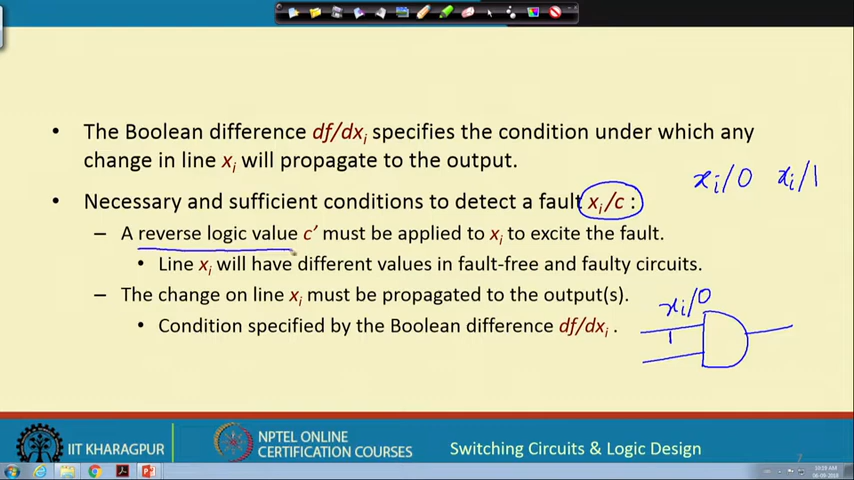 • The Boolean difference df/dxi specifies the condition under which any
change in line xi will propagate to the output.
xi/0 xi/1
• Necessary and sufficient conditions to detect a fault xi/c :
– A reverse logic value c’ must be applied to xi to excite the fault.
• Line xi will have different values in fault-free and faulty circuits.
– The change on line xi must be propagated to the output(s).
xi/0
1
• Condition specified by the Boolean difference df/dxi .
IIT KHARAGPUR
NPTEL ONLINE
CERTIFICATION COURSES
Switching Circuits & Logic Design
7